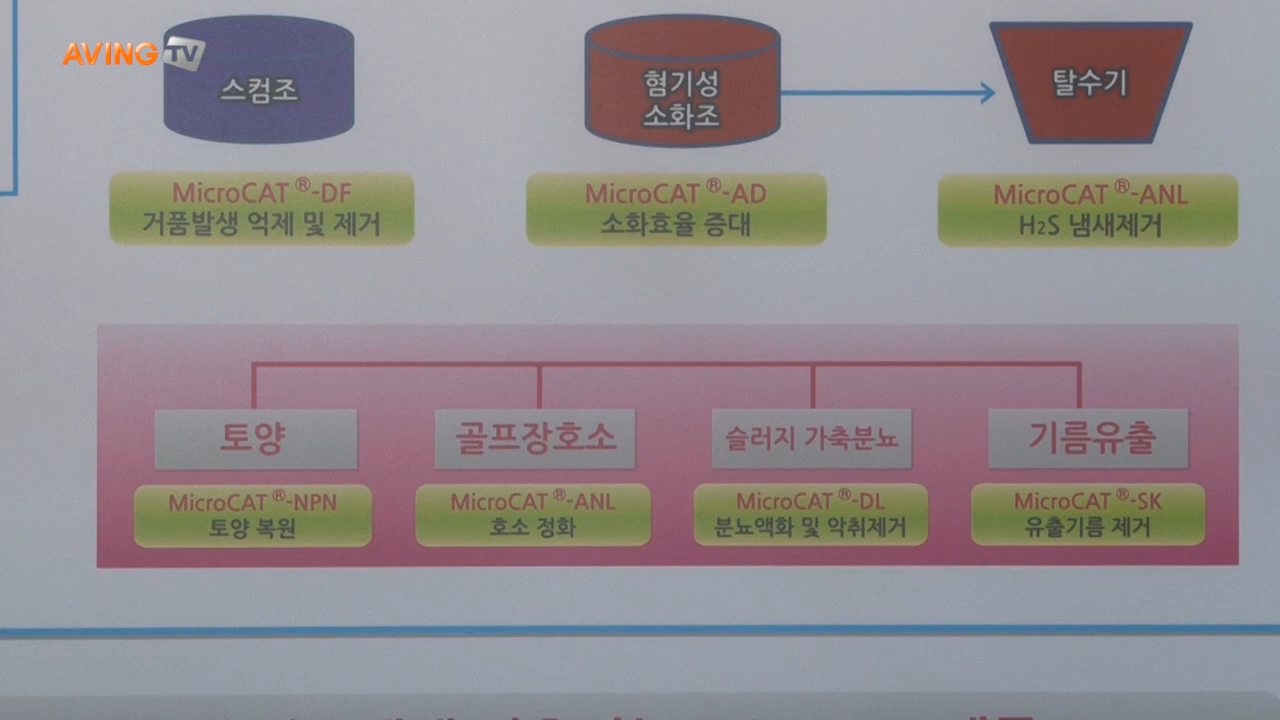 AVING TV
스컴조
혐기성
소화조
탈수기
MicroCAT®-DF
거품발생 억제 및 제거
MicroCAT®-AD
소화효율 증대
MicroCAT®-ANL
H₂S 냄새제거
토양
골프장호소
슬러지 가축분뇨
기름유출
MicroCAT®-NPN
토양 복원
MicroCAT®-ANL
호소 정화
MicroCAT®-DL
분뇨액화 및 악취제거
MicroCAT®-SK
유출기름 제거